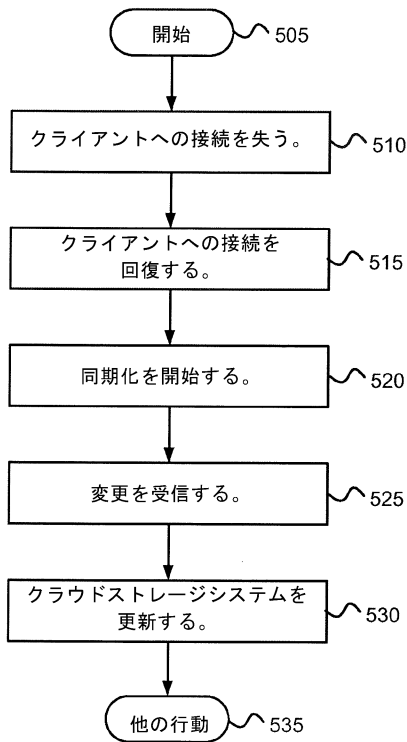 開始
505
クライアントへの接続を失う。
510
クライアントへの接続を
回復する。
515
同期化を開始する。
520
変更を受信する。
525
クラウドストレージシステムを
更新する。
530
他の行動
535